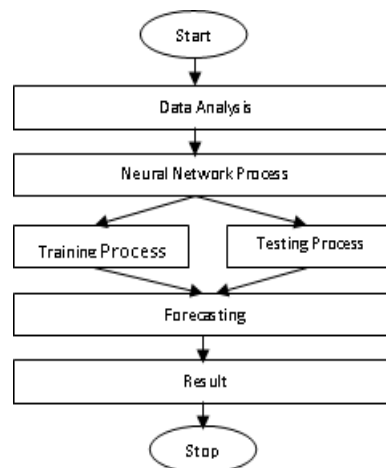 Start
Data Analysis
Neural Network Process
Training Process
Testing Process
Forecasting
Result
Stop